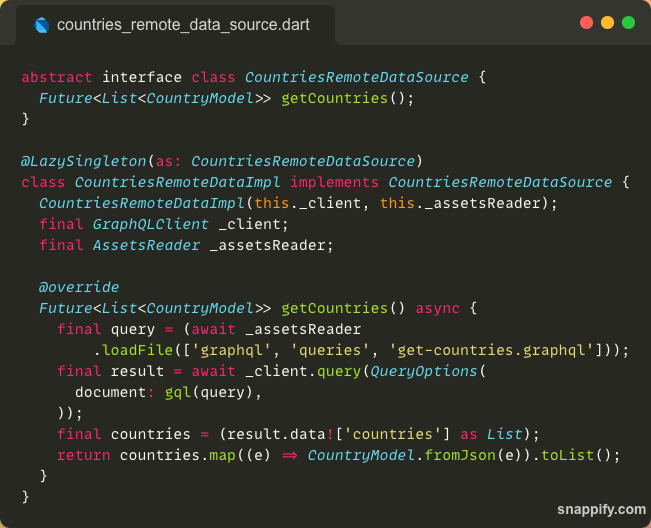 countries_remote_data_source.dart
abstract interface class CountriesRemoteDataSource {
  Future<List<CountryModel>> getCountries();
}

@LazySingleton(as: CountriesRemoteDataSource)
class CountriesRemoteDataImpl implements CountriesRemoteDataSource {
  CountriesRemoteDataImpl(this._client, this._assetsReader);
  final GraphQLClient _client;
  final AssetsReader _assetsReader;

  @override
  Future<List<CountryModel>> getCountries() async {
    final query = (await _assetsReader
        .loadFile(['graphql', 'queries', 'get-countries.graphql']));
    final result = await _client.query(QueryOptions(
      document: gql(query),
    ));
    final countries = (result.data!['countries'] as List);
    return countries.map((e) => CountryModel.fromJson(e)).toList();
  }
}
snappify.com